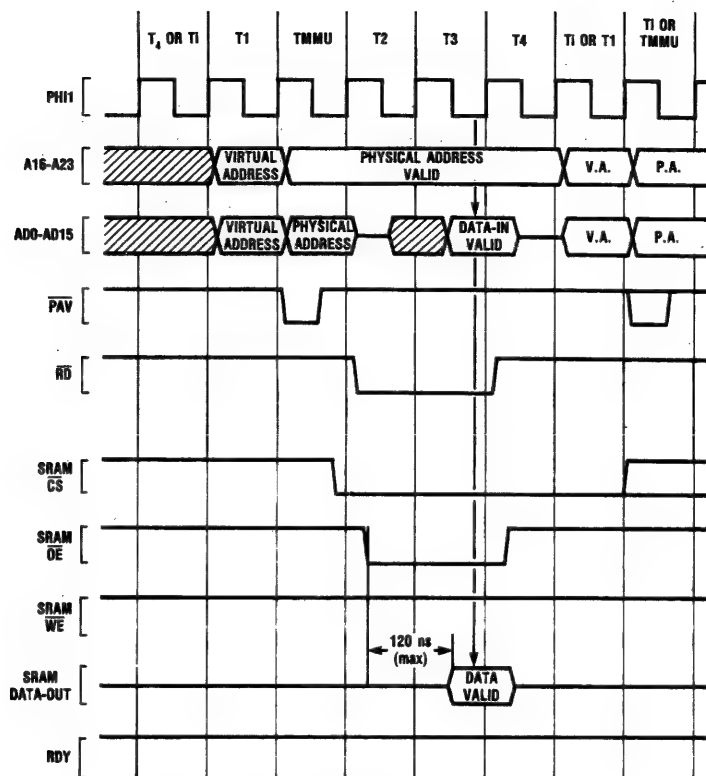 T4 OR Ti T1 TMMU T2 T3 T4 Ti OR T1 Ti OR
TMMU
PHI1
A16-A23
VIRTUAL
ADDRESS
PHYSICAL ADDRESS
VALID
V.A.
P.A.
AD0-AD15
VIRTUAL
ADDRESS
PHYSICAL
ADDRESS
DATA-IN
VALID
V.A.
P.A.
PAV
RD
SRAM
CS
SRAM
OE
SRAM
WE
120 ns
(max)
SRAM
DATA-OUT
DATA
VALID
RDY